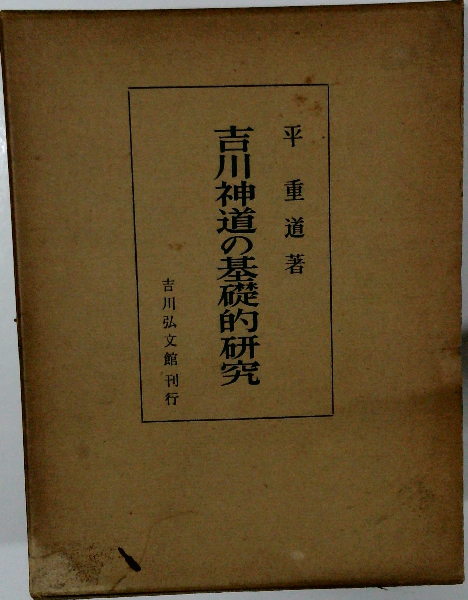 平重道著
吉川神道の基礎的研究
吉川弘文館刊行